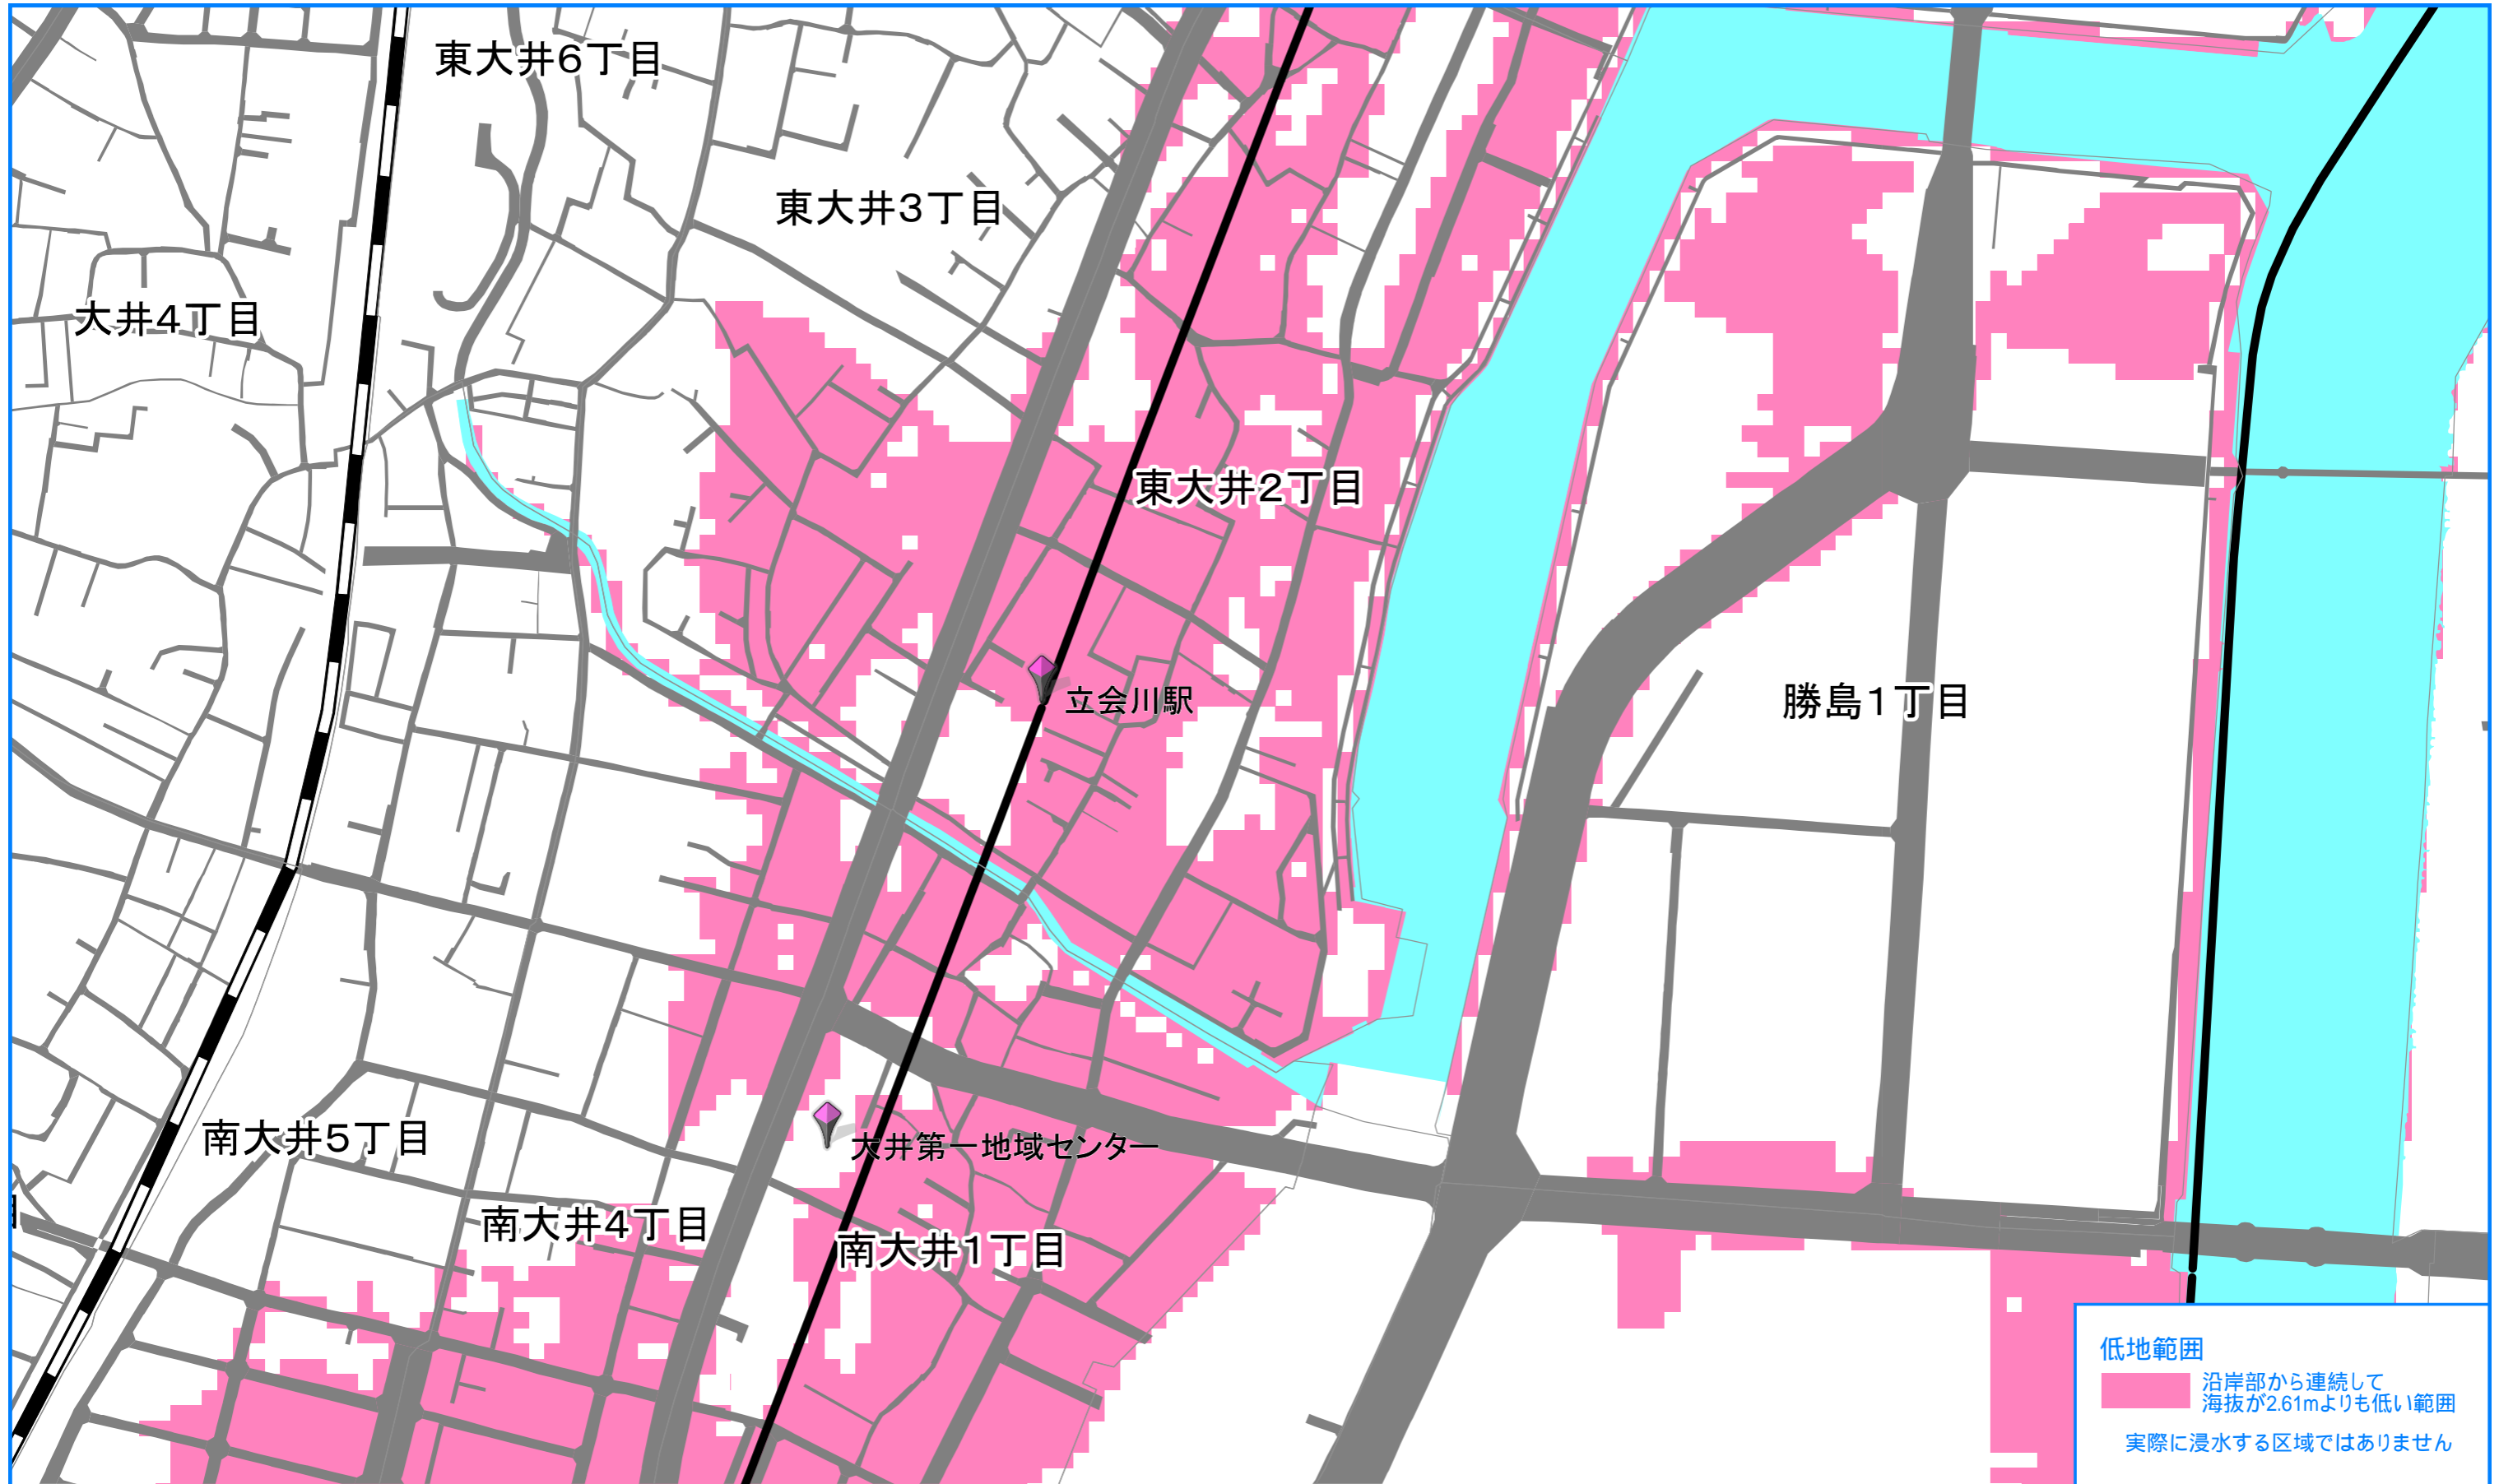 東大井6丁目
東大井3丁目
大井4丁目
東大井2丁目
立会川駅
勝島1丁目
南大井5丁目
大井第一地域センター
南大井4丁目
南大井1丁目
低地範囲
沿岸部から連続して
海抜が2.61mよりも低い範囲
実際に浸水する区域ではありません